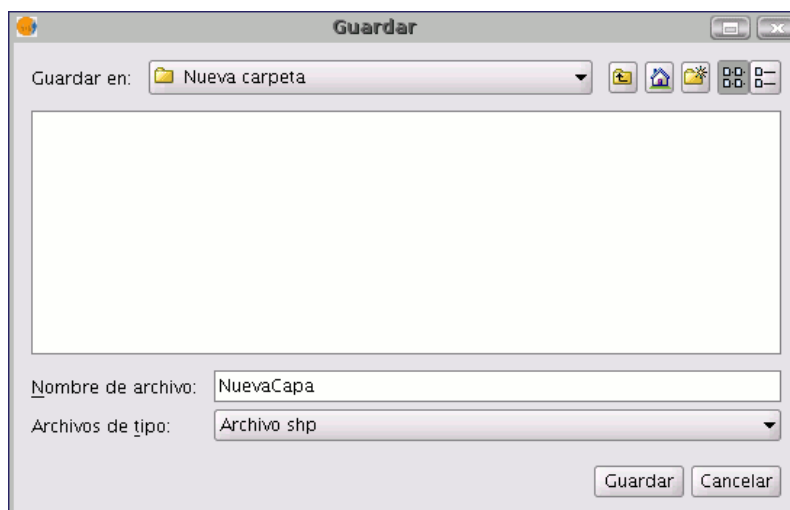 Guardar
Guardar en: Nueva carpeta
Nombre de archivo: NuevaCapa
Archivos de tipo: Archivo shp
Guardar Cancelar